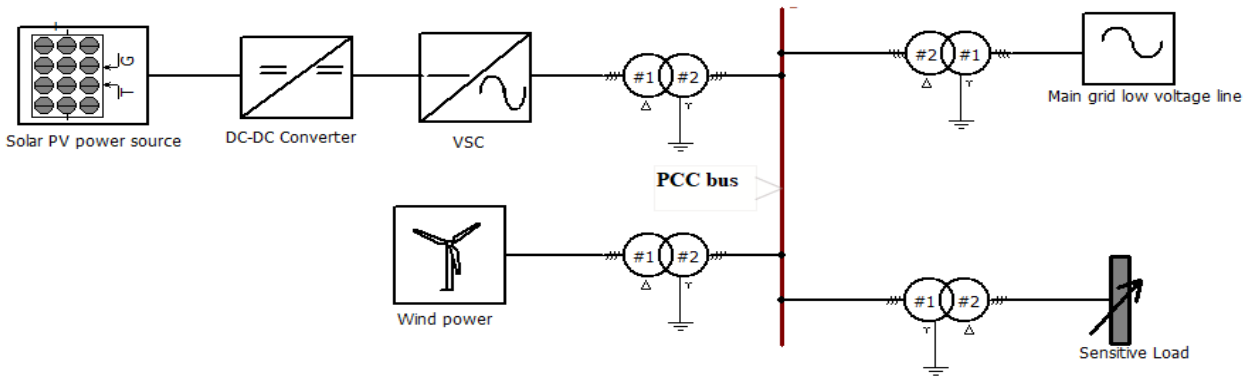 G
T
Solar PV power source
DC-DC Converter
VSC
#1 #2
Δ Y
#2 #1
Δ Y
Main grid low voltage line
PCC bus
Wind power
#1 #2
Δ Y
#1 #2
Y Δ
Sensitive Load